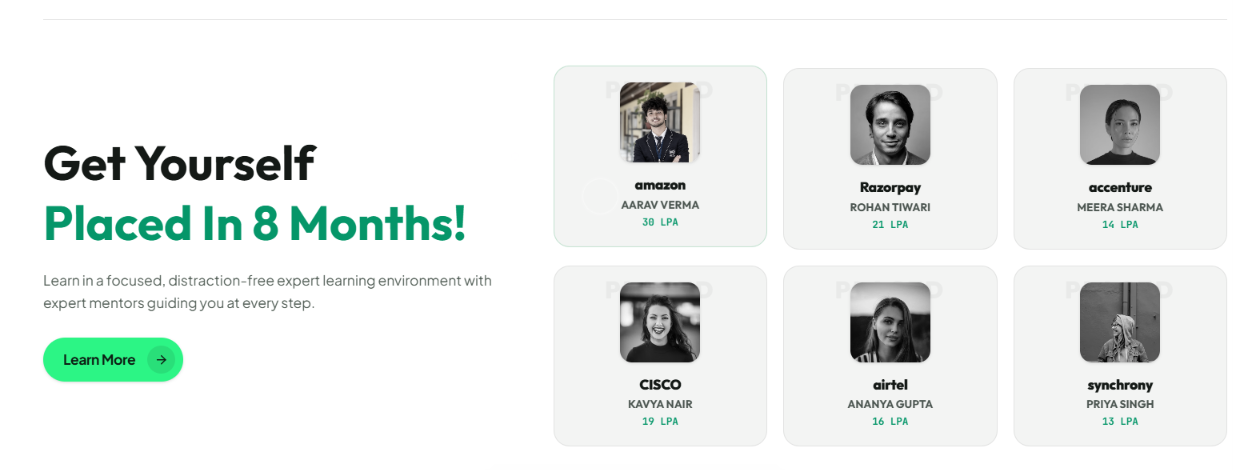 Get Yourself
Placed In 8 Months!
Learn in a focused, distraction-free expert learning environment with
expert mentors guiding you at every step.
Learn More
amazon
AARAV VERMA
30 LPA
Razorpay
ROHAN TIWARI
21 LPA
accenture
MEERA SHARMA
14 LPA
CISCO
KAVYA NAIR
19 LPA
airtel
ANANYA GUPTA
16 LPA
synchrony
PRIYA SINGH
13 LPA